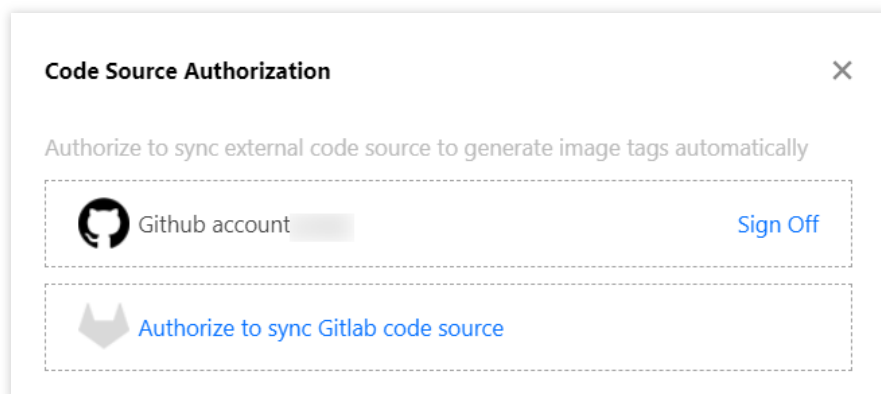 Code Source Authorization
Authorize to sync external code source to generate image tags automatically
Github account
Sign Off
Authorize to sync Gitlab code source